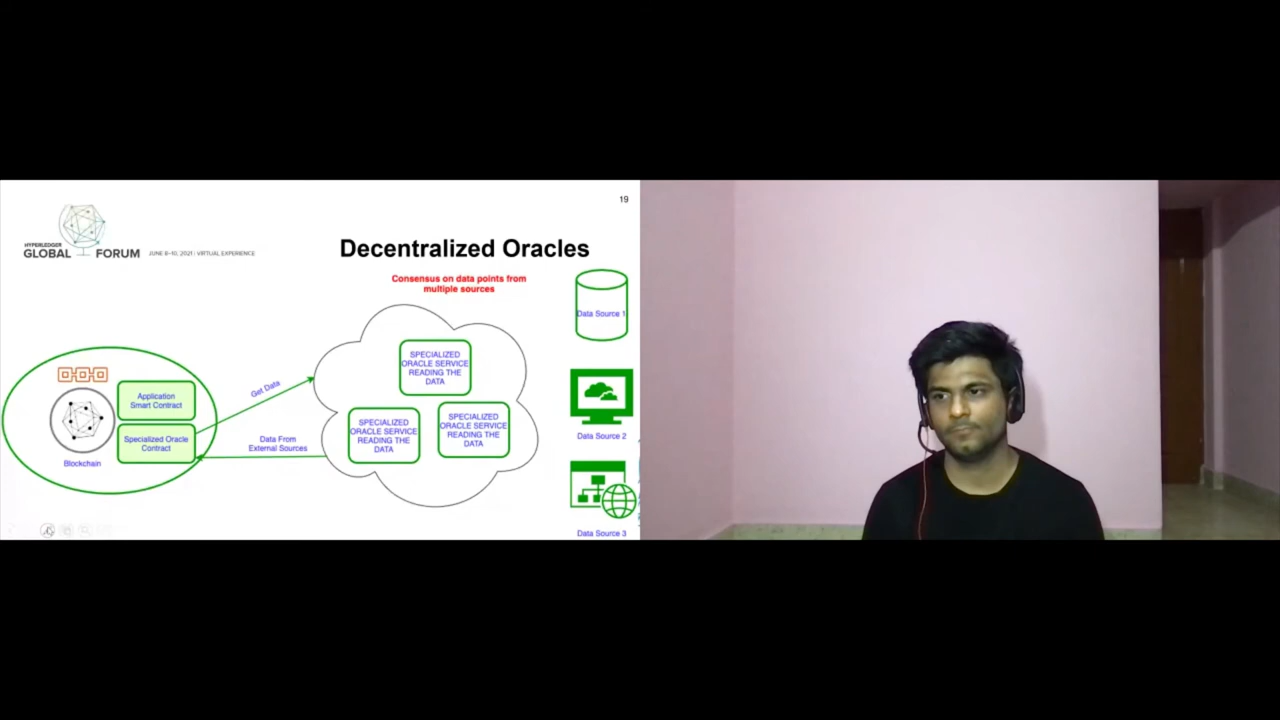 19
HYPERLEDGER
GLOBAL FORUM
JUNE 8-10, 2021 | VIRTUAL EXPERIENCE
Decentralized Oracles
Consensus on data points from
multiple sources
Data Source 1
SPECIALIZED
ORACLE SERVICE
READING THE
DATA
Application
Smart Contract
Get Data
SPECIALIZED
ORACLE SERVICE
READING THE
DATA
SPECIALIZED
ORACLE SERVICE
READING THE
DATA
Data Source 2
Specialized Oracle
Contract
Data From
External Sources
Blockchain
Data Source 3